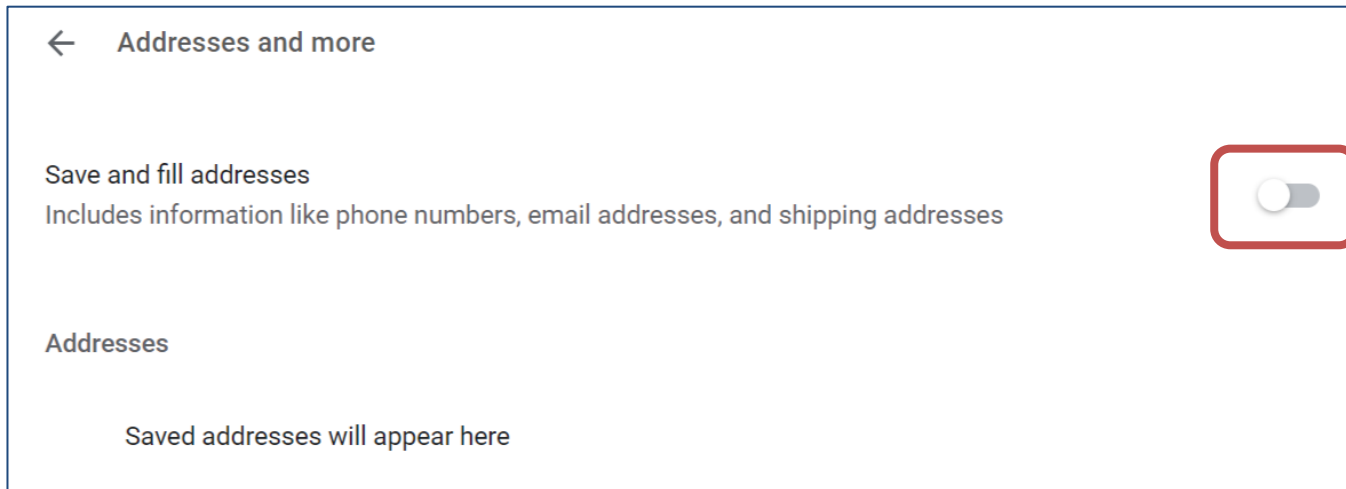 Addresses and more
Save and fill addresses
Includes information like phone numbers, email addresses, and shipping addresses
Addresses
Saved addresses will appear here